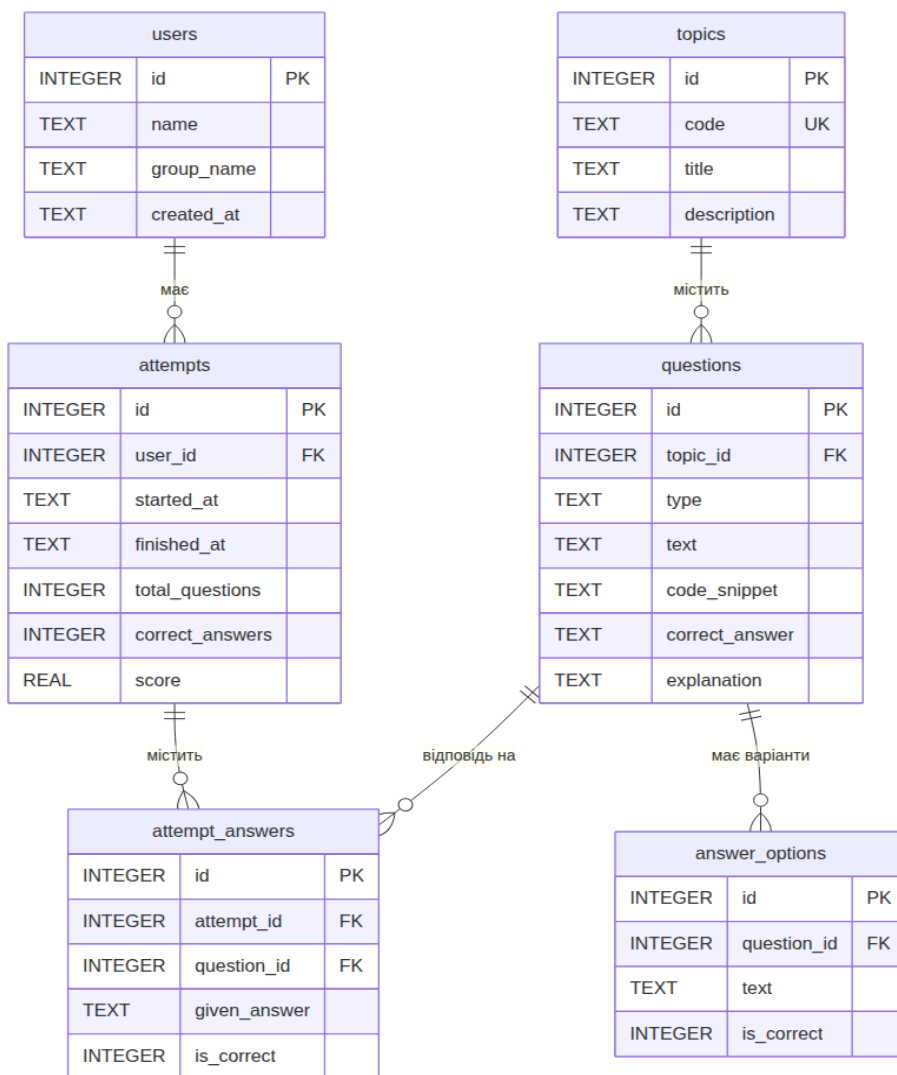 users
INTEGER id PK
TEXT name
TEXT group_name
TEXT created_at
topics
INTEGER id PK
TEXT code UK
TEXT title
TEXT description
має
містить
attempts
INTEGER id PK
INTEGER user_id FK
TEXT started_at
TEXT finished_at
INTEGER total_questions
INTEGER correct_answers
REAL score
questions
INTEGER id PK
INTEGER topic_id FK
TEXT type
TEXT text
TEXT code_snippet
TEXT correct_answer
TEXT explanation
містить
відповідь на
має варіанти
attempt_answers
INTEGER id PK
INTEGER attempt_id FK
INTEGER question_id FK
TEXT given_answer
INTEGER is_correct
answer_options
INTEGER id PK
INTEGER question_id FK
TEXT text
INTEGER is_correct